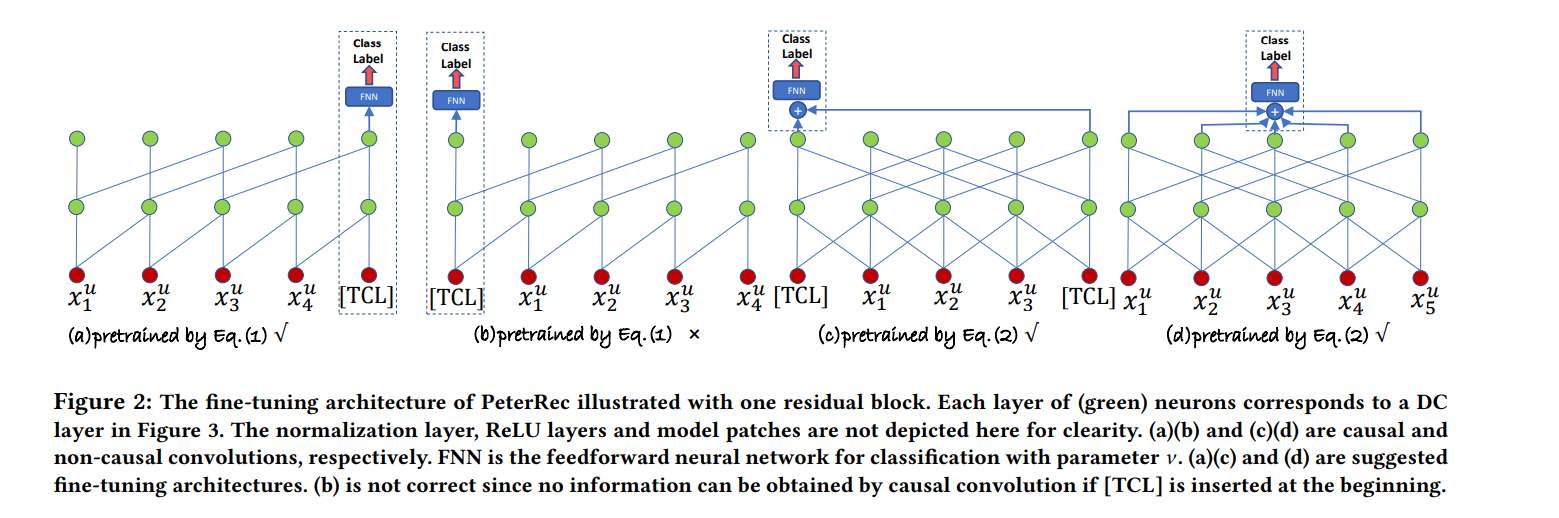 Class
Label
FNN
Class
Label
FNN
Class
Label
FNN
+
Class
Label
FNN
+
x_1^u x_2^u x_3^u x_4^u [TCL]
[TCL] x_1^u x_2^u x_3^u x_4^u
[TCL] x_1^u x_2^u x_3^u [TCL]
x_1^u x_2^u x_3^u x_4^u x_5^u
(a)pretrained by Eq.(1) √
(b)pretrained by Eq.(1) ×
(c)pretrained by Eq.(2) √
(d)pretrained by Eq.(2) √
Figure 2: The fine-tuning architecture of PeterRec illustrated with one residual block. Each layer of (green) neurons corresponds to a DC
layer in Figure 3. The normalization layer, ReLU layers and model patches are not depicted here for clearity. (a)(b) and (c)(d) are causal and
non-causal convolutions, respectively. FNN is the feedforward neural network for classification with parameter ν. (a)(c) and (d) are suggested
fine-tuning architectures. (b) is not correct since no information can be obtained by causal convolution if [TCL] is inserted at the beginning.